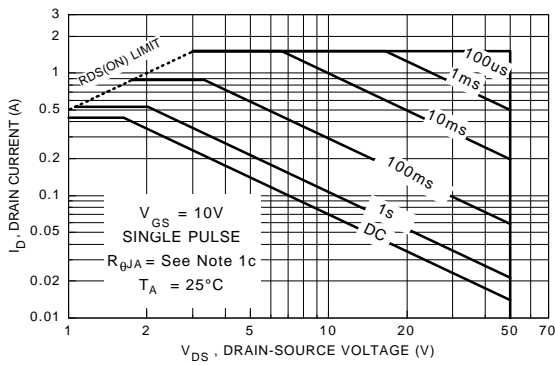 3
2
1
0.5
0.2
0.1
0.05
0.02
0.01
I_D, DRAIN CURRENT (A)
RDS(ON) LIMIT
100us
1ms
10ms
100ms
1s
DC
V_GS = 10V
SINGLE PULSE
R_θJA = See Note 1c
T_A = 25°C
1 2 5 10 20 50 70
V_DS, DRAIN-SOURCE VOLTAGE (V)